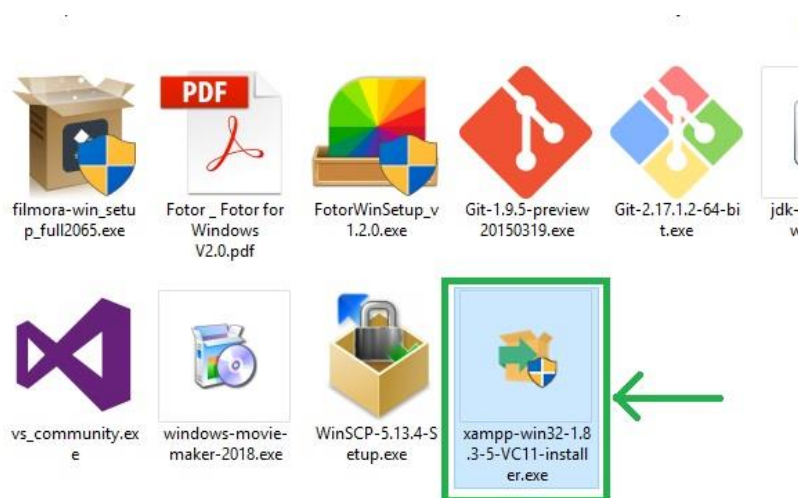 PDF
filmora-win_setu
p_full2065.exe
Fotor _ Fotor for
Windows
V2.0.pdf
FotorWinSetup_v
1.2.0.exe
Git-1.9.5-preview
20150319.exe
Git-2.17.1.2-64-bi
t.exe
jdk-
w
vs_community.ex
e
windows-movie-
maker-2018.exe
WinSCP-5.13.4-S
etup.exe
xampp-win32-1.8
.3-5-VC11-install
er.exe